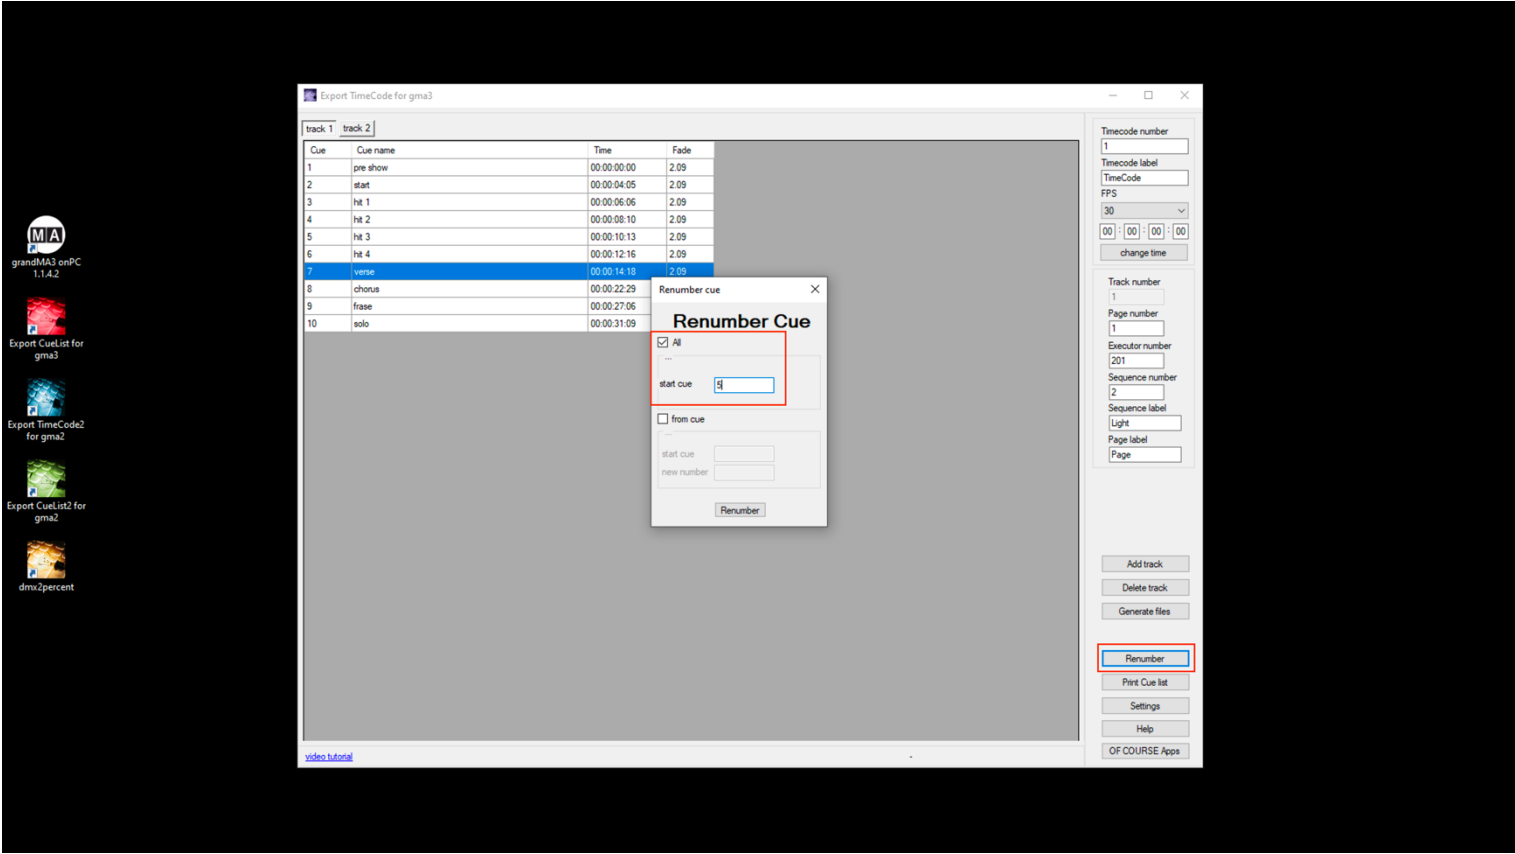 Export TimeCode for gma3
track 1 track 2
Cue Cue name Time Fade
1 pre show 00:00:00:00 2.09
2 start 00:00:04:05 2.09
3 hit 1 00:00:06:06 2.09
4 hit 2 00:00:08:10 2.09
5 hit 3 00:00:10:13 2.09
6 hit 4 00:00:12:16 2.09
7 verse 00:00:14:18 2.09
8 chorus 00:00:22:29
9 frase 00:00:27:06
10 solo 00:00:31:09
Renumber cue
Renumber Cue
All
...
start cue 5
from cue
...
start cue
new number
Renumber
Timecode number
1
Timecode label
TimeCode
FPS
30
00 : 00 : 00 : 00
change time
Track number
1
Page number
1
Executor number
201
Sequence number
2
Sequence label
Light
Page label
Page
Add track
Delete track
Generate files
Renumber
Print Cue list
Settings
Help
OF COURSE Apps
video tutorial
-
MA
grandMA3 onPC
1.1.4.2
Export CueList for
gma3
Export TimeCode2
for gma2
Export CueList2 for
gma2
dmx2percent